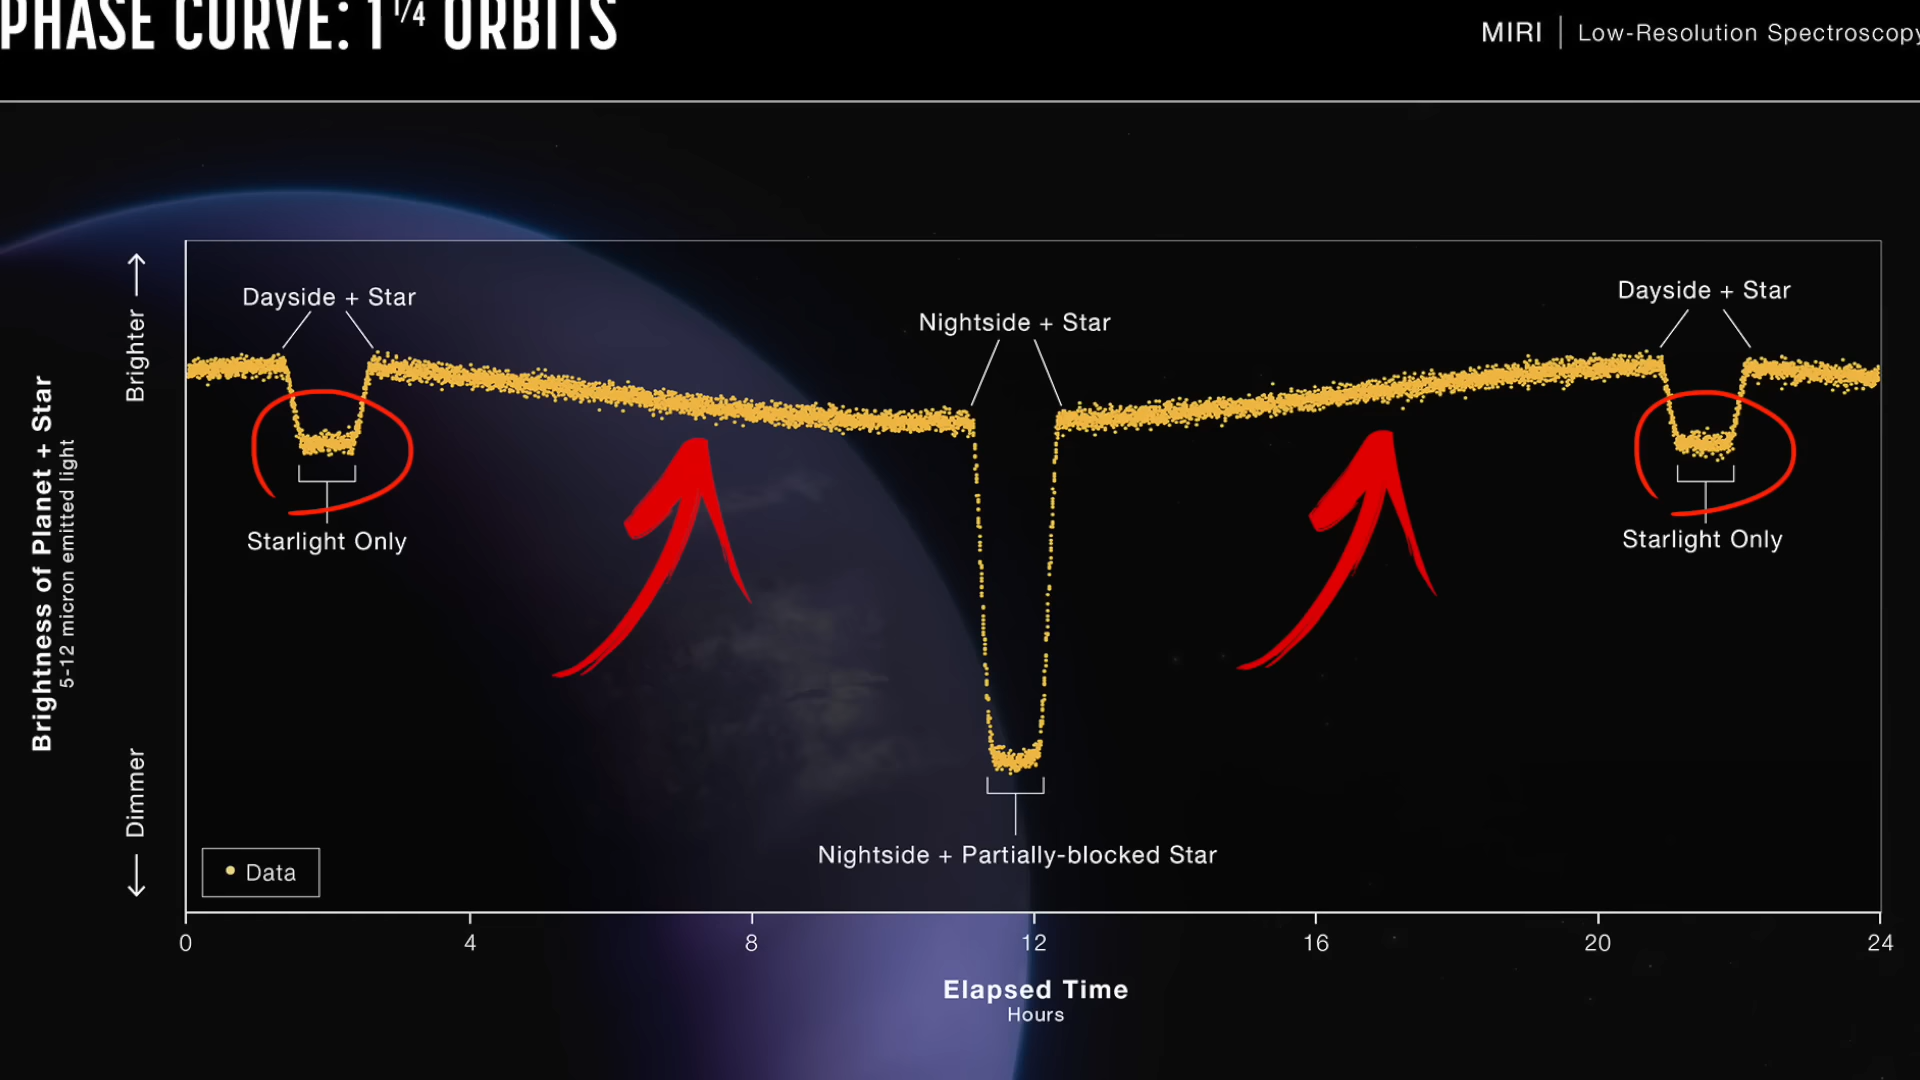 PHASE CURVE: 1 1/4 ORBITS
MIRI | Low-Resolution Spectroscopy
Dayside + Star
Nightside + Star
Dayside + Star
Starlight Only
Starlight Only
Nightside + Partially-blocked Star
Brighter
Dimmer
Brightness of Planet + Star
5-12 micron emitted light
Data
0 4 8 12 16 20 24
Elapsed Time
Hours